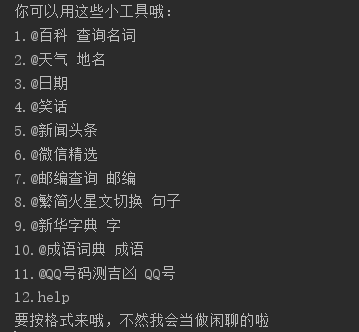 你可以用这些小工具哦:
1.@百科 查询名词
2.@天气 地名
3.@日期
4.@笑话
5.@新闻头条
6.@微信精选
7.@邮编查询 邮编
8.@繁简火星文切换 句子
9.@新华字典 字
10.@成语词典 成语
11.@QQ号码测吉凶 QQ号
12.help
要按格式来哦，不然我会当做闲聊的啦